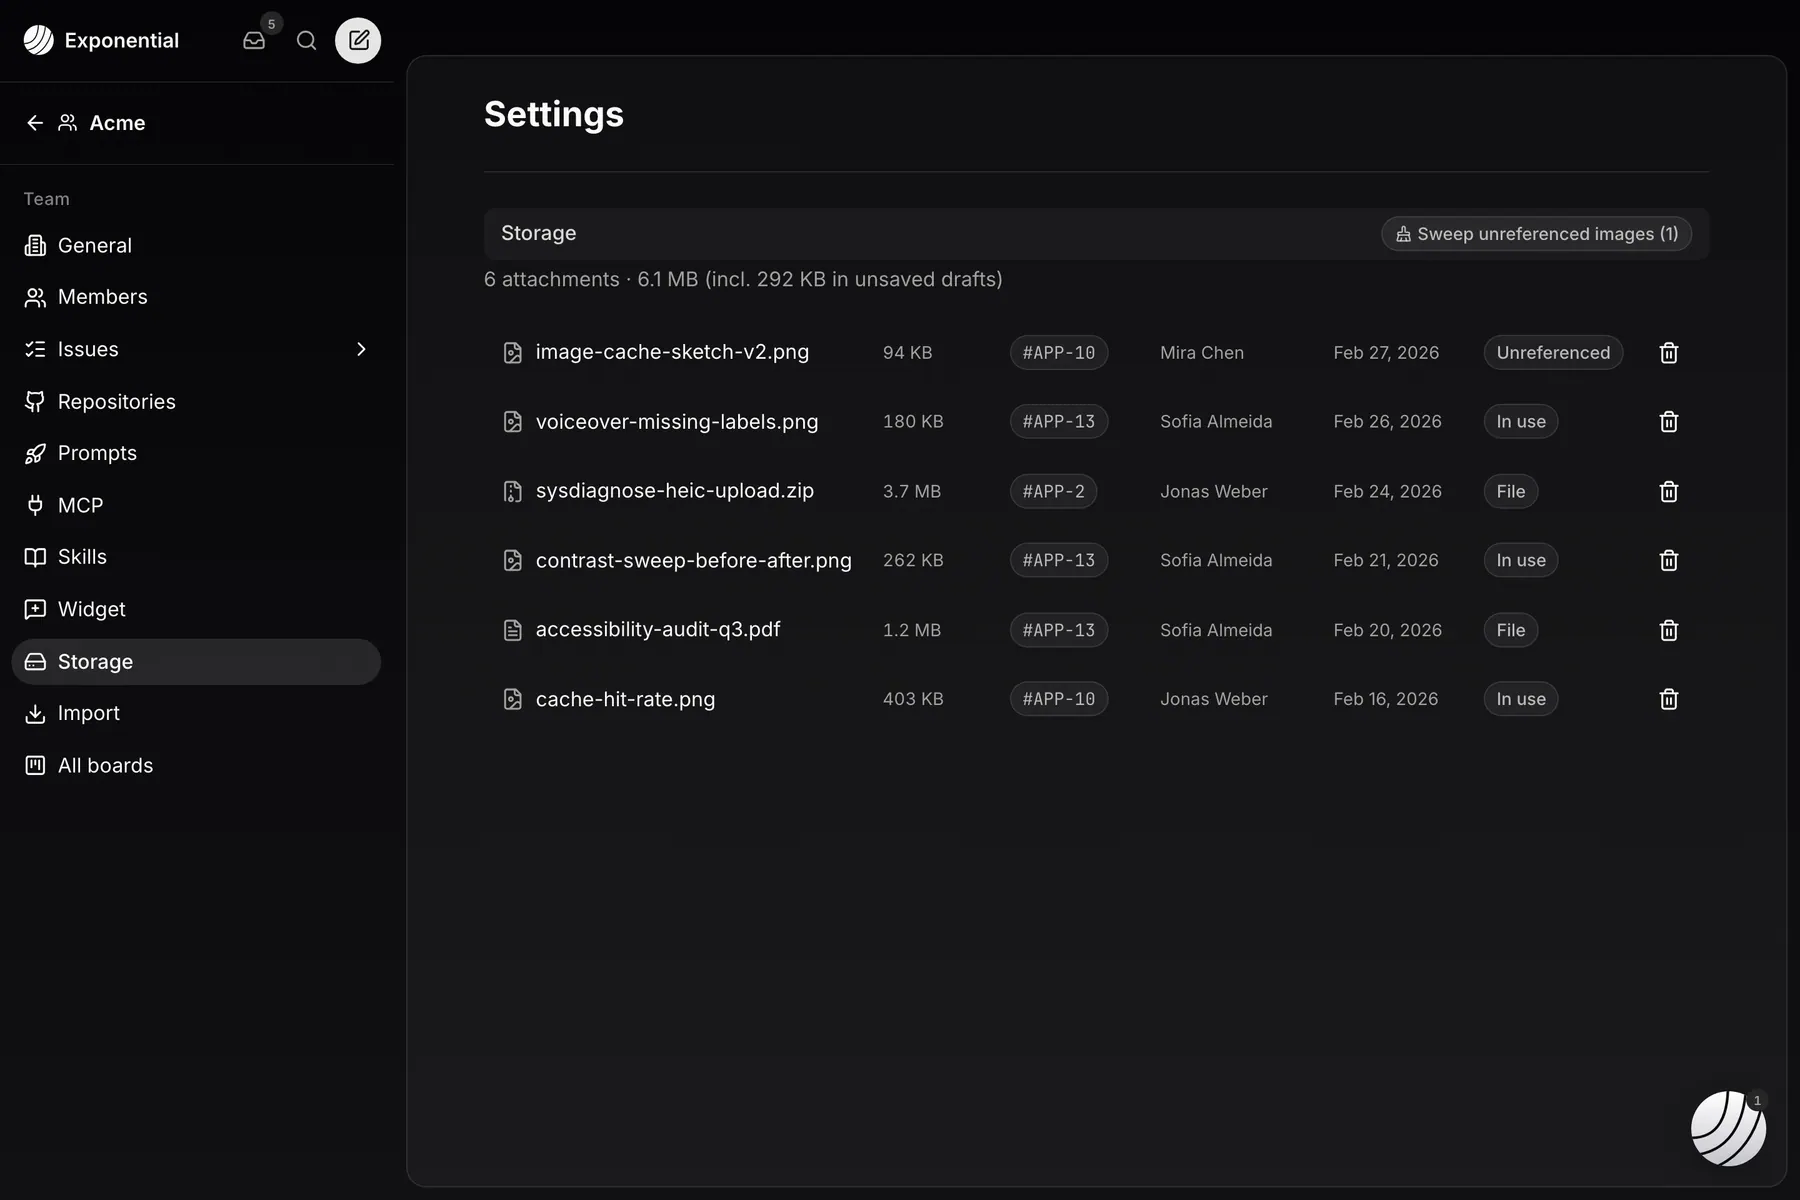 Exponential
5
Acme
Team
General
Members
Issues
Repositories
Prompts
MCP
Skills
Widget
Storage
Import
All boards
Settings
Storage
Sweep unreferenced images (1)
6 attachments · 6.1 MB (incl. 292 KB in unsaved drafts)
image-cache-sketch-v2.png 94 KB #APP-10 Mira Chen Feb 27, 2026 Unreferenced
voiceover-missing-labels.png 180 KB #APP-13 Sofia Almeida Feb 26, 2026 In use
sysdiagnose-heic-upload.zip 3.7 MB #APP-2 Jonas Weber Feb 24, 2026 File
contrast-sweep-before-after.png 262 KB #APP-13 Sofia Almeida Feb 21, 2026 In use
accessibility-audit-q3.pdf 1.2 MB #APP-13 Sofia Almeida Feb 20, 2026 File
cache-hit-rate.png 403 KB #APP-10 Jonas Weber Feb 16, 2026 In use
1